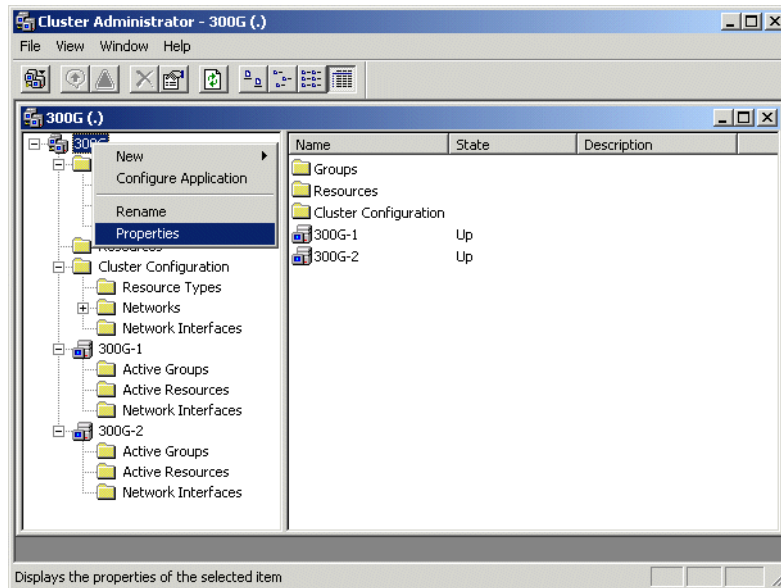 Cluster Administrator - 300G (.)
File View Window Help
300G (.)
300G
New
Configure Application
Rename
Properties
Resources
Cluster Configuration
Resource Types
Networks
Network Interfaces
300G-1
Active Groups
Active Resources
Network Interfaces
300G-2
Active Groups
Active Resources
Network Interfaces
Name State Description
Groups
Resources
Cluster Configuration
300G-1 Up
300G-2 Up
Displays the properties of the selected item